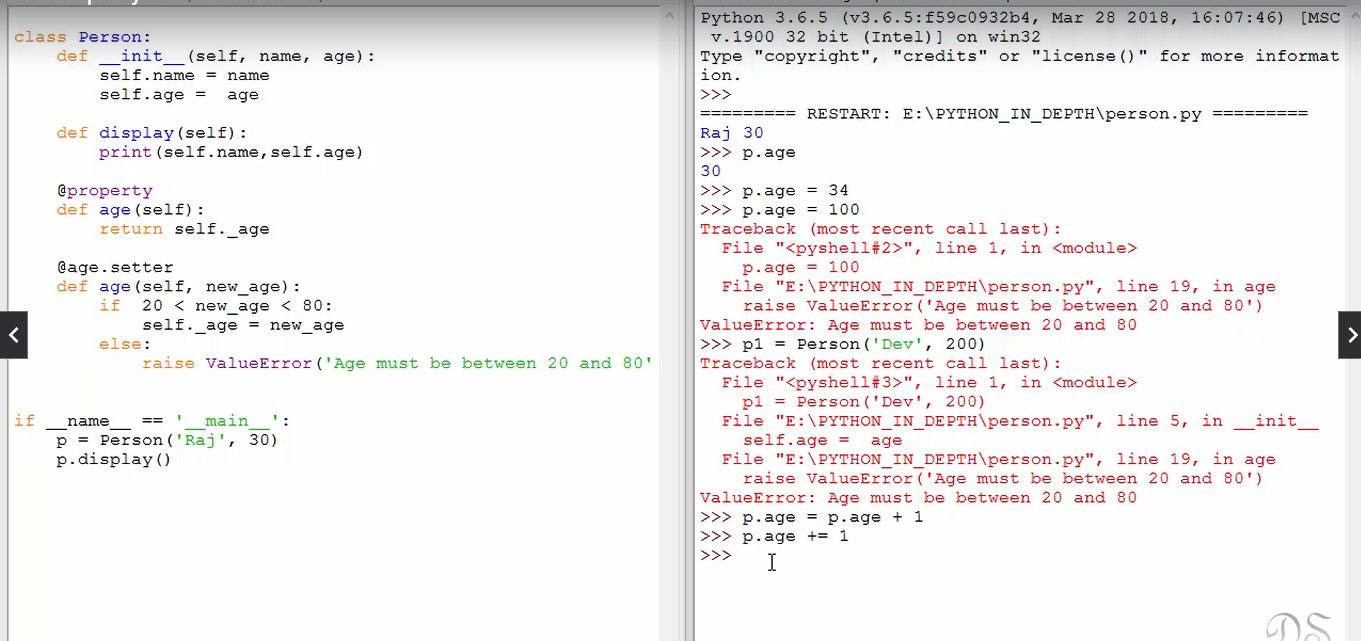 class Person:
    def __init__(self, name, age):
        self.name = name
        self.age =  age
    def display(self):
        print(self.name,self.age)
    @property
    def age(self):
        return self._age
    @age.setter
    def age(self, new_age):
        if  20 < new_age < 80:
            self._age = new_age
        else:
            raise ValueError('Age must be between 20 and 80'
if __name__ == '__main__':
    p = Person('Raj', 30)
    p.display()
Python 3.6.5 (v3.6.5:f59c0932b4, Mar 28 2018, 16:07:46) [MSC
 v.1900 32 bit (Intel)] on win32
Type "copyright", "credits" or "license()" for more informat
ion.
>>>
========= RESTART: E:\PYTHON_IN_DEPTH\person.py =========
Raj 30
>>> p.age
30
>>> p.age = 34
>>> p.age = 100
Traceback (most recent call last):
  File "<pyshell#2>", line 1, in <module>
    p.age = 100
  File "E:\PYTHON_IN_DEPTH\person.py", line 19, in age
    raise ValueError('Age must be between 20 and 80')
ValueError: Age must be between 20 and 80
>>> p1 = Person('Dev', 200)
Traceback (most recent call last):
  File "<pyshell#3>", line 1, in <module>
    p1 = Person('Dev', 200)
  File "E:\PYTHON_IN_DEPTH\person.py", line 5, in __init__
    self.age =  age
  File "E:\PYTHON_IN_DEPTH\person.py", line 19, in age
    raise ValueError('Age must be between 20 and 80')
ValueError: Age must be between 20 and 80
>>> p.age = p.age + 1
>>> p.age += 1
>>>
DS